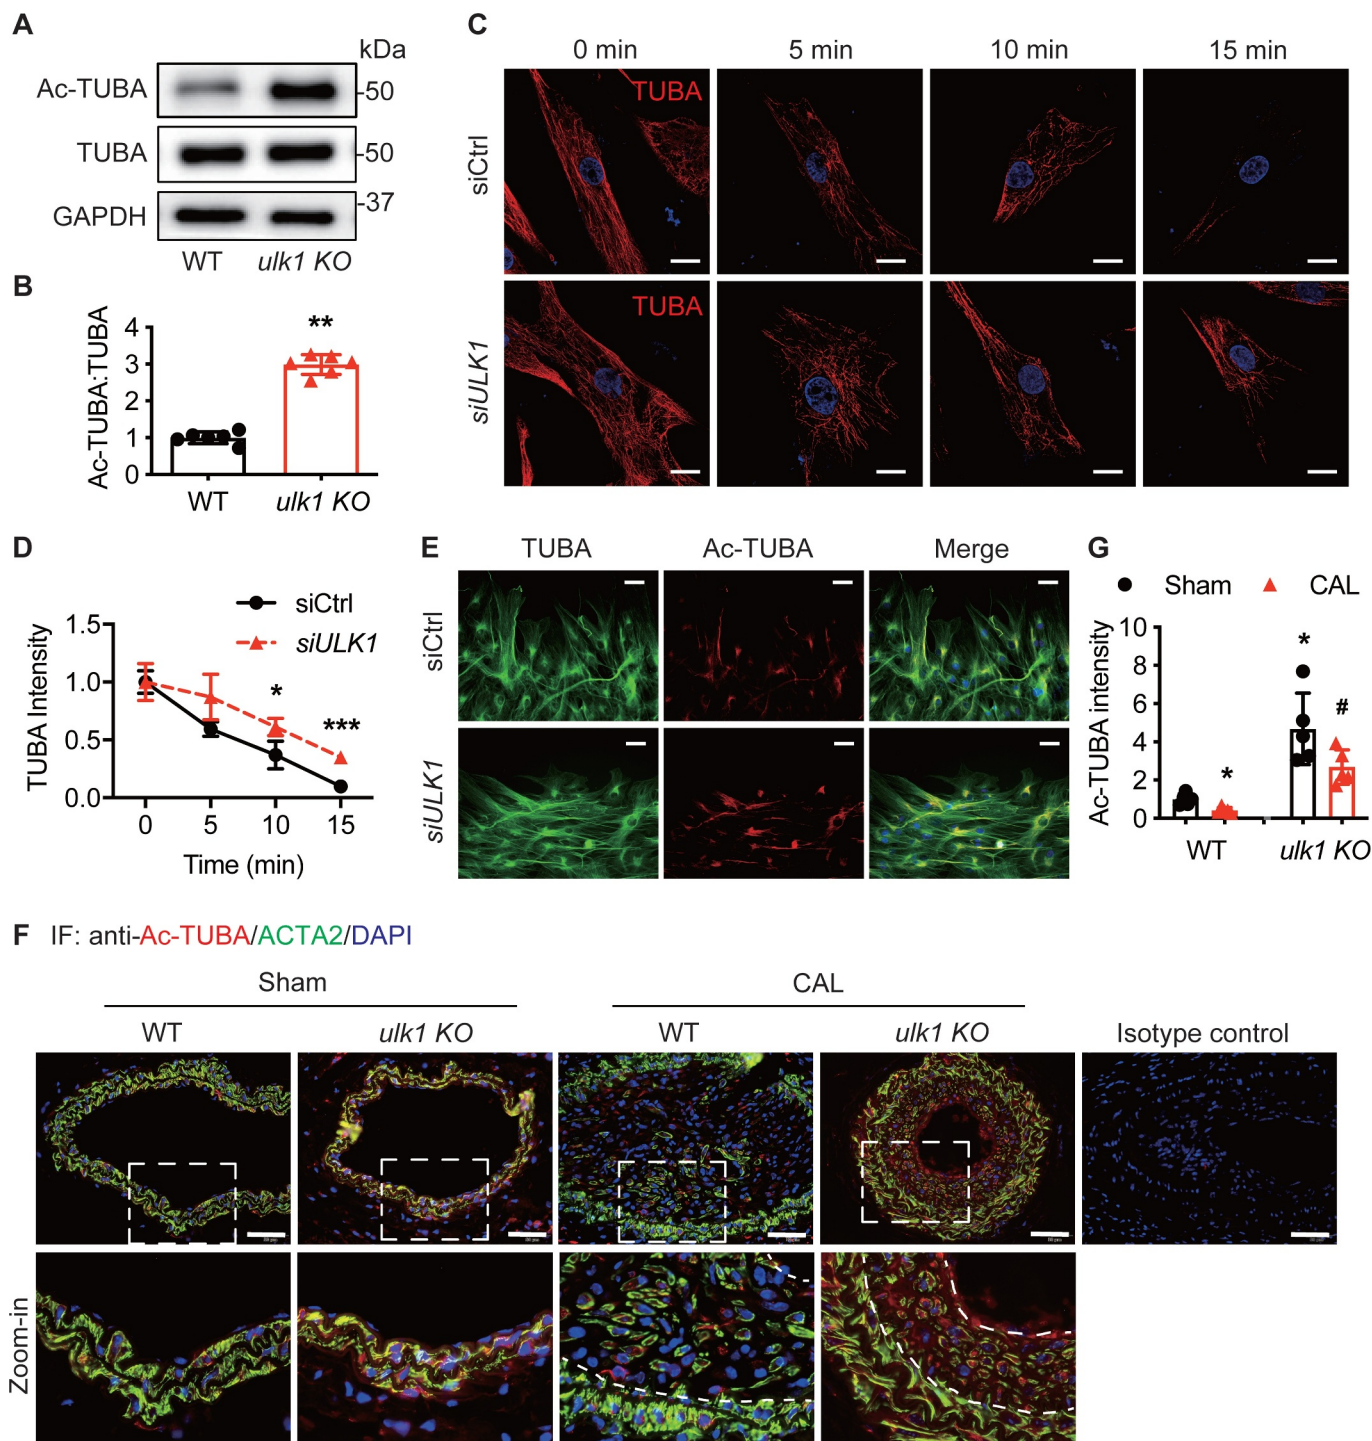 A
kDa
Ac-TUBA
-50
TUBA
-50
GAPDH
-37
WT
ulk1 KO
B
Ac-TUBA:TUBA
4
3
2
1
0
**
WT
ulk1 KO
C
0 min
5 min
10 min
15 min
siCtrl
TUBA
siULK1
TUBA
D
siCtrl
siULK1
TUBA Intensity
1.5
1.0
0.5
0.0
*
***
0
5
10
15
Time (min)
E
TUBA
Ac-TUBA
Merge
siCtrl
siULK1
G
Sham
CAL
Ac-TUBA intensity
10
8
6
4
2
0
*
*
#
WT
ulk1 KO
F IF: anti-Ac-TUBA/ACTA2/DAPI
Sham
CAL
WT
ulk1 KO
WT
ulk1 KO
Isotype control
Zoom-in